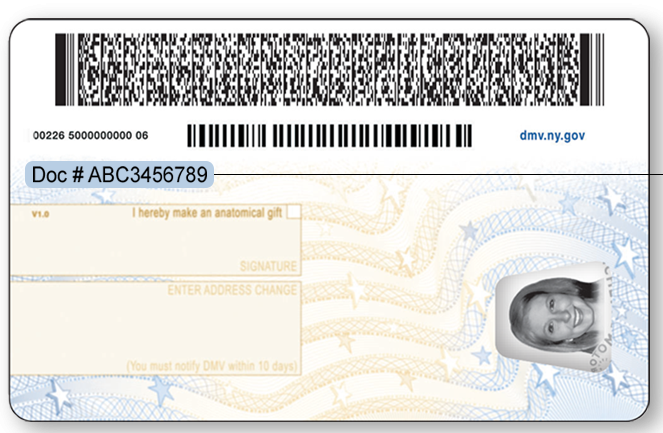 00226 5000000000 06
dmv.ny.gov
Doc # ABC3456789
V1.0
I hereby make an anatomical gift
SIGNATURE
ENTER ADDRESS CHANGE
(You must notify DMV within 10 days)